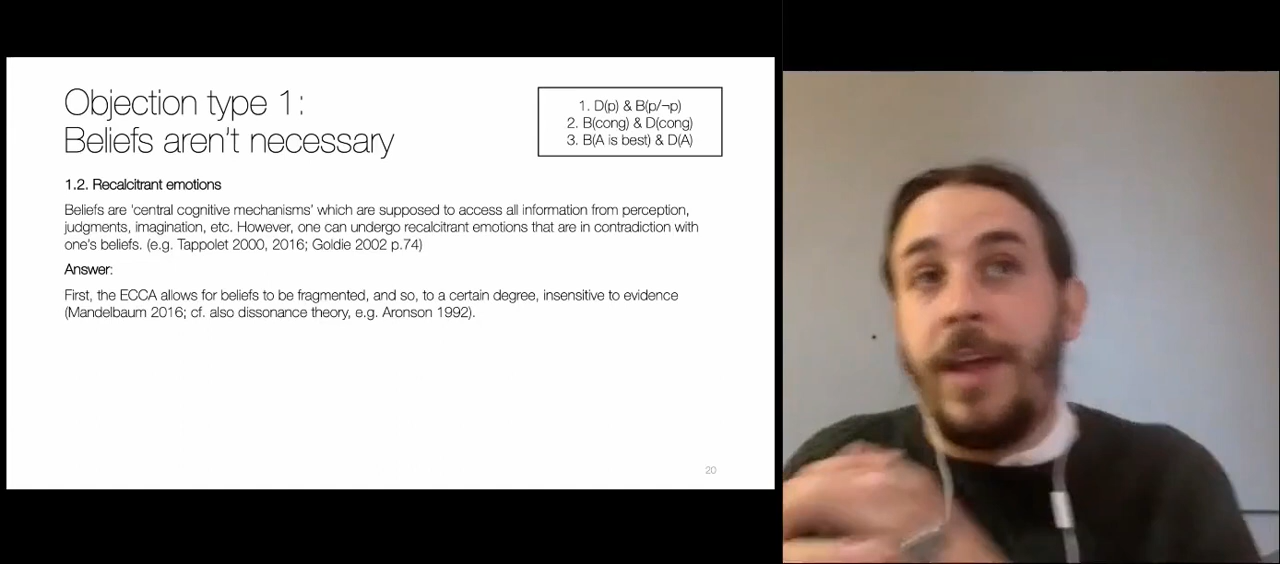 Objection type 1:
Beliefs aren't necessary
1. D(p) & B(p/¬p)
2. B(cong) & D(cong)
3. B(A is best) & D(A)
1.2. Recalcitrant emotions
Beliefs are 'central cognitive mechanisms' which are supposed to access all information from perception,
judgments, imagination, etc. However, one can undergo recalcitrant emotions that are in contradiction with
one's beliefs. (e.g. Tappolet 2000, 2016; Goldie 2002 p.74)
Answer:
First, the ECCA allows for beliefs to be fragmented, and so, to a certain degree, insensitive to evidence
(Mandelbaum 2016; cf. also dissonance theory, e.g. Aronson 1992).
20